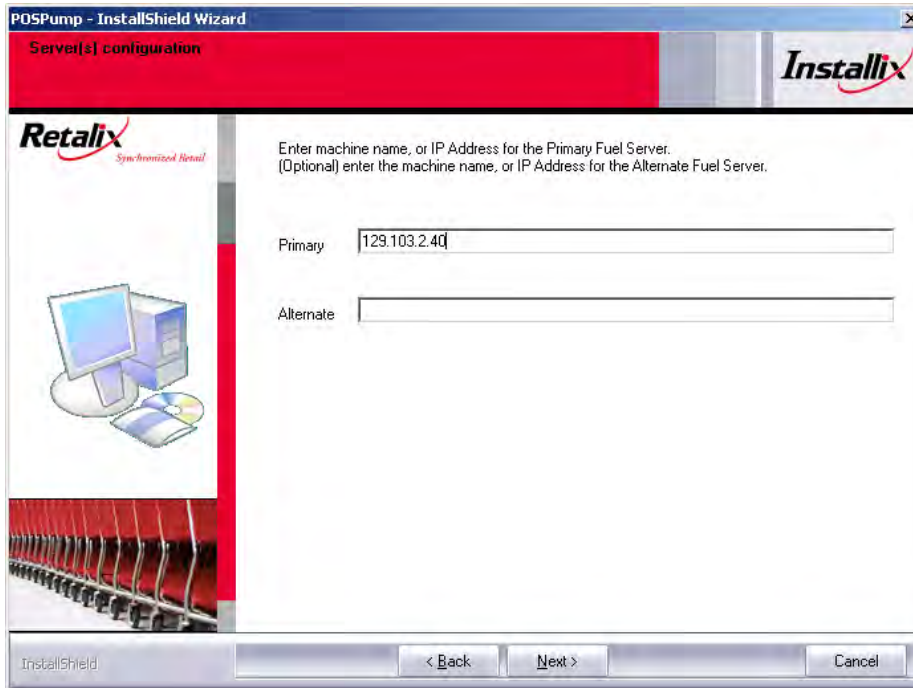 POSPump - InstallShield Wizard
Server(s) configuration
Installix
Retalix
Synchronized Retail
Enter machine name, or IP Address for the Primary Fuel Server.
(Optional) enter the machine name, or IP Address for the Alternate Fuel Server.
Primary 129.103.2.40
Alternate
InstallShield
< Back Next > Cancel